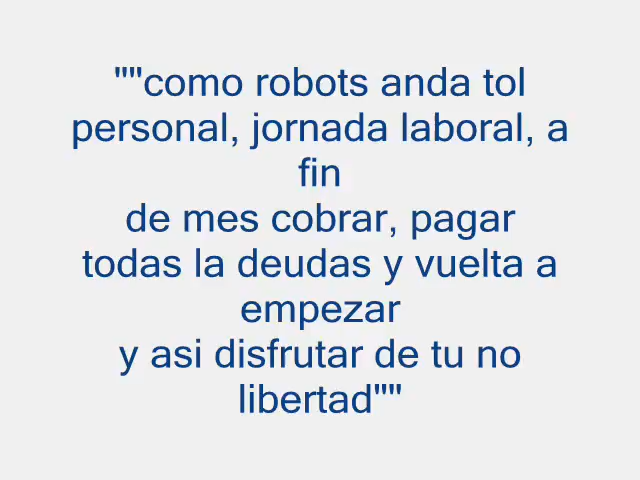 ""como robots anda tol
personal, jornada laboral, a
fin
de mes cobrar, pagar
todas la deudas y vuelta a
empezar
y asi disfrutar de tu no
libertad""